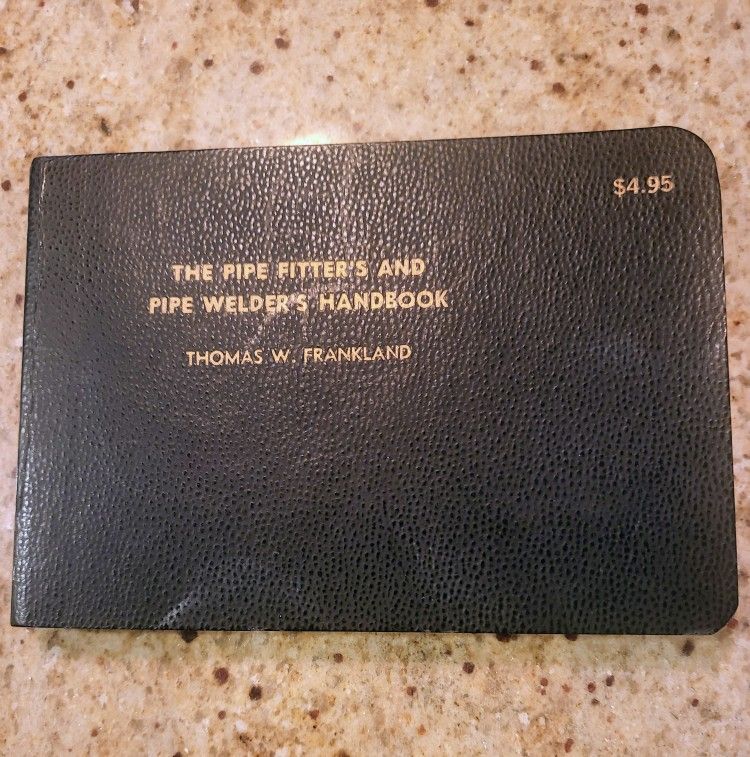 $4.95
THE PIPE FITTER'S AND
PIPE WELDER'S HANDBOOK
THOMAS W. FRANKLAND